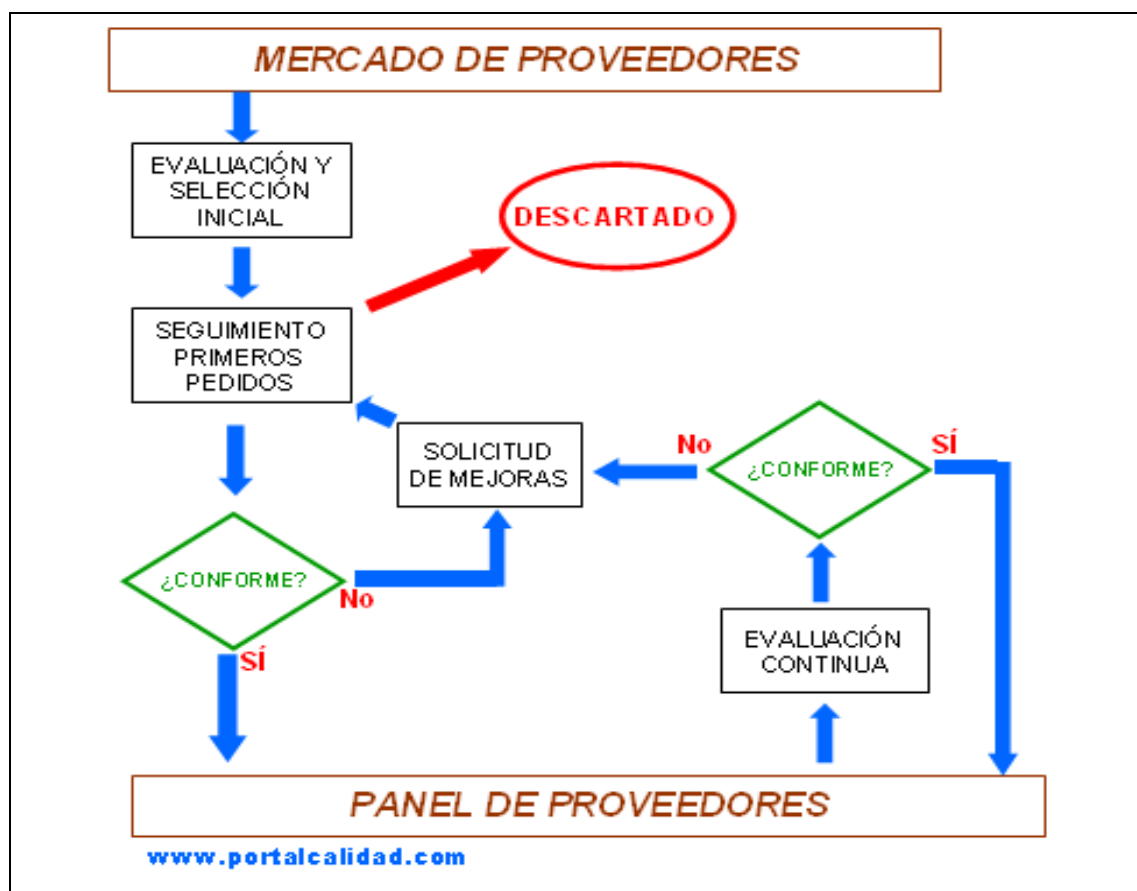 MERCADO DE PROVEEDORES
EVALUACIÓN Y
SELECCIÓN
INICIAL
DESCARTADO
SEGUIMIENTO
PRIMEROS
PEDIDOS
SOLICITUD
DE MEJORAS
No
¿CONFORME?
SÍ
¿CONFORME?
No
SÍ
EVALUACIÓN
CONTINUA
PANEL DE PROVEEDORES
www.portalcalidad.com